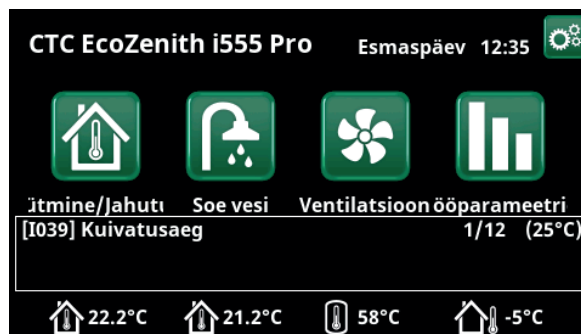 CTC EcoZenith i555 Pro Esmaspäev 12:35
ütmine/Jahutu Soe vesi Ventilatsioon ööparameetri
[I039] Kuivatusaeg 1/12 (25°C)
22.2°C 21.2°C 58°C -5°C